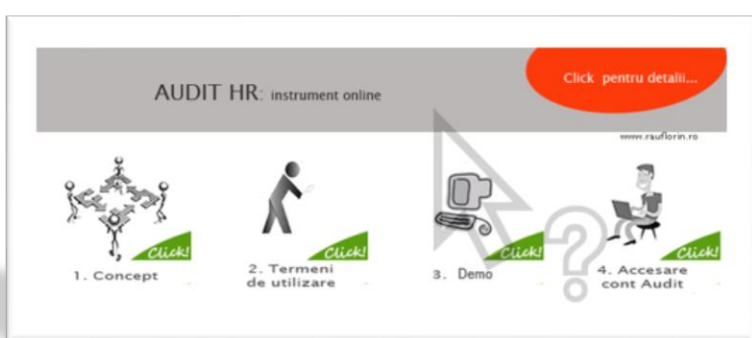 AUDIT HR: instrument online
Click pentru detalii...
www.rauflorin.ro
Click!
1. Concept
Click!
2. Termeni
de utilizare
Click!
3. Demo
Click!
4. Accesare
cont Audit